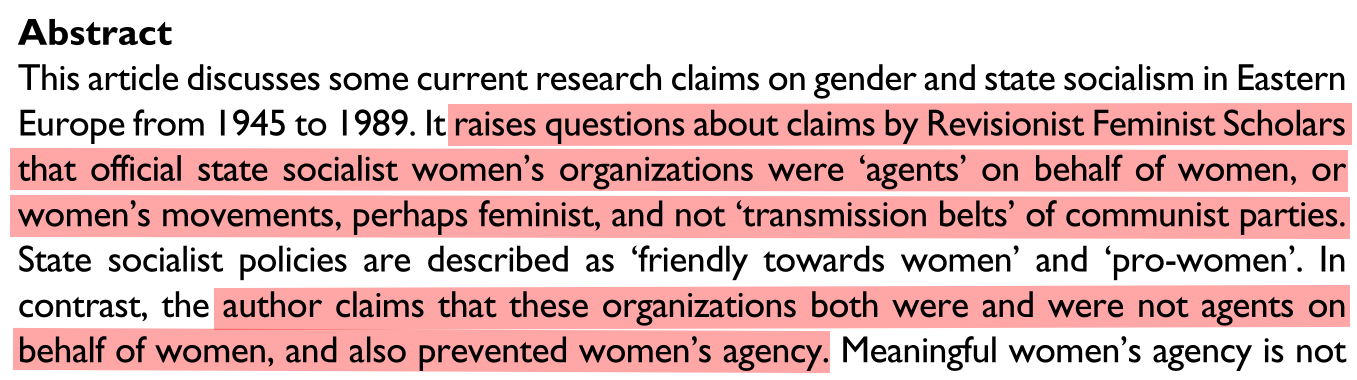 Abstract
This article discusses some current research claims on gender and state socialism in Eastern
Europe from 1945 to 1989. It raises questions about claims by Revisionist Feminist Scholars
that official state socialist women’s organizations were ‘agents’ on behalf of women, or
women’s movements, perhaps feminist, and not ‘transmission belts’ of communist parties.
State socialist policies are described as ‘friendly towards women’ and ‘pro-women’. In
contrast, the author claims that these organizations both were and were not agents on
behalf of women, and also prevented women’s agency. Meaningful women’s agency is not